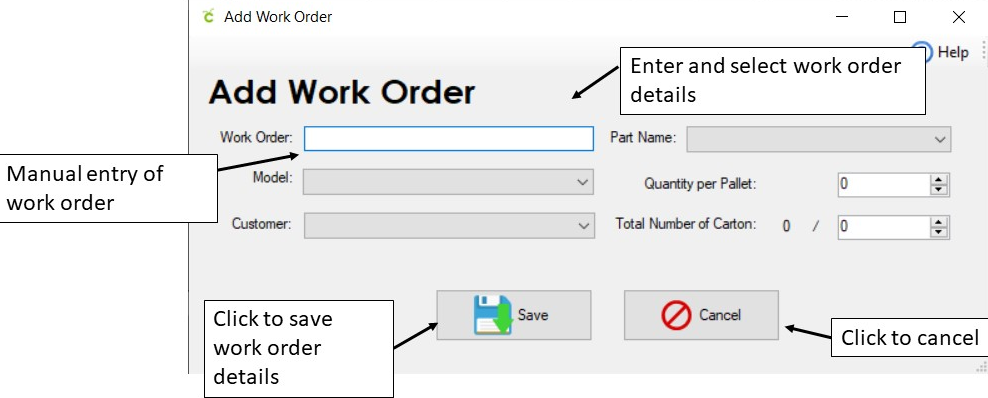 Add Work Order
Help
Enter and select work order
details
Add Work Order
Work Order:
Part Name:
Manual entry of
work order
Model:
Quantity per Pallet:
0
Customer:
Total Number of Carton:
0 / 0
Click to save
work order
details
Save
Cancel
Click to cancel